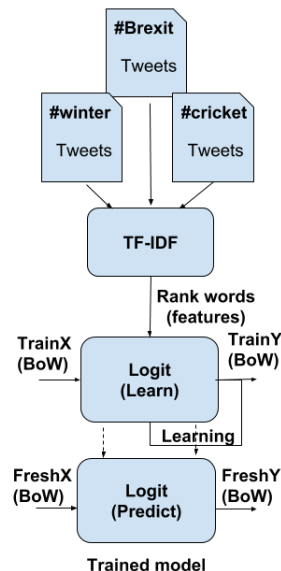 #Brexit
Tweets
#winter
#cricket
Tweets
Tweets
TF-IDF
Rank words
(features)
TrainX
(BoW)
TrainY
(BoW)
Logit
(Learn)
Learning
FreshX
(BoW)
FreshY
(BoW)
Logit
(Predict)
Trained model